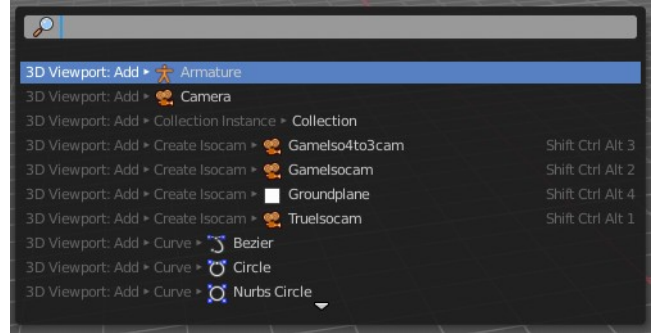 3D Viewport: Add ▸ Armature
3D Viewport: Add ▸ Camera
3D Viewport: Add ▸ Collection Instance ▸ Collection
3D Viewport: Add ▸ Create Isocam ▸ GameIso4to3cam Shift Ctrl Alt 3
3D Viewport: Add ▸ Create Isocam ▸ GameIsocam Shift Ctrl Alt 2
3D Viewport: Add ▸ Create Isocam ▸ Groundplane Shift Ctrl Alt 4
3D Viewport: Add ▸ Create Isocam ▸ TrueIsocam Shift Ctrl Alt 1
3D Viewport: Add ▸ Curve ▸ Bezier
3D Viewport: Add ▸ Curve ▸ Circle
3D Viewport: Add ▸ Curve ▸ Nurbs Circle